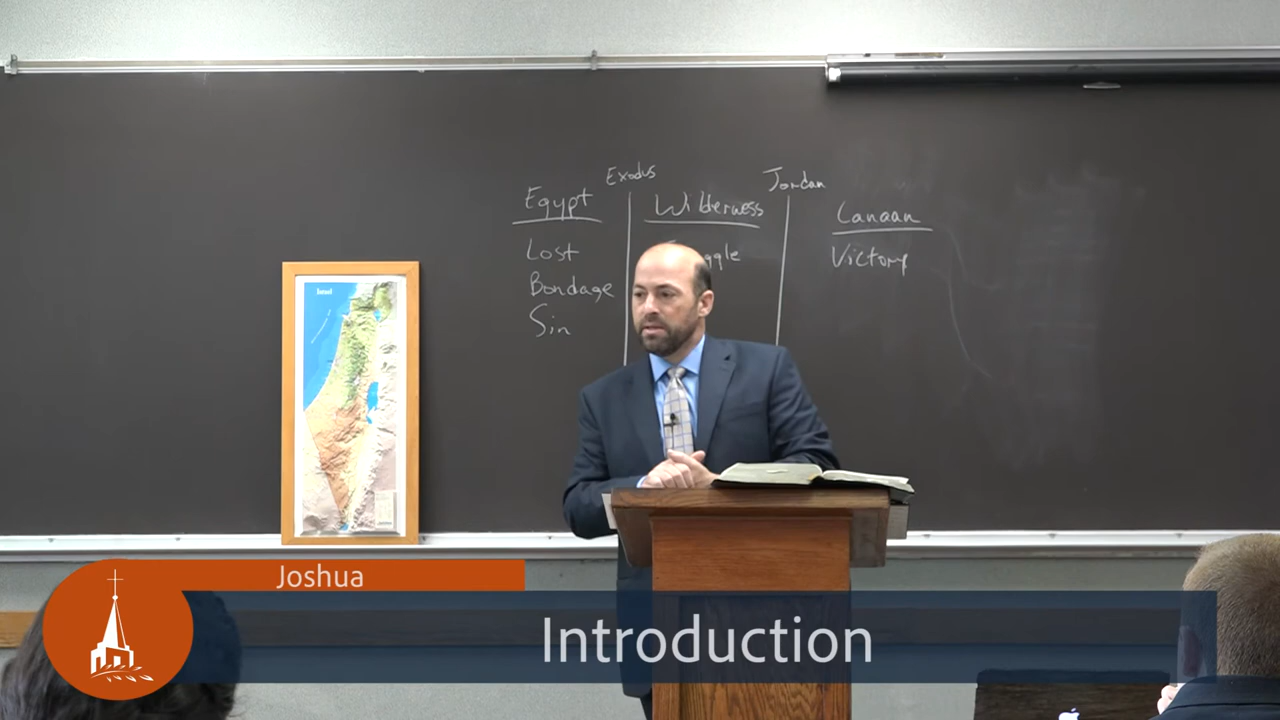 Exodus
Jordan
Egypt
Wilderness
Canaan
Lost
Victory
Bondage
Sin
Israel
Joshua
Introduction